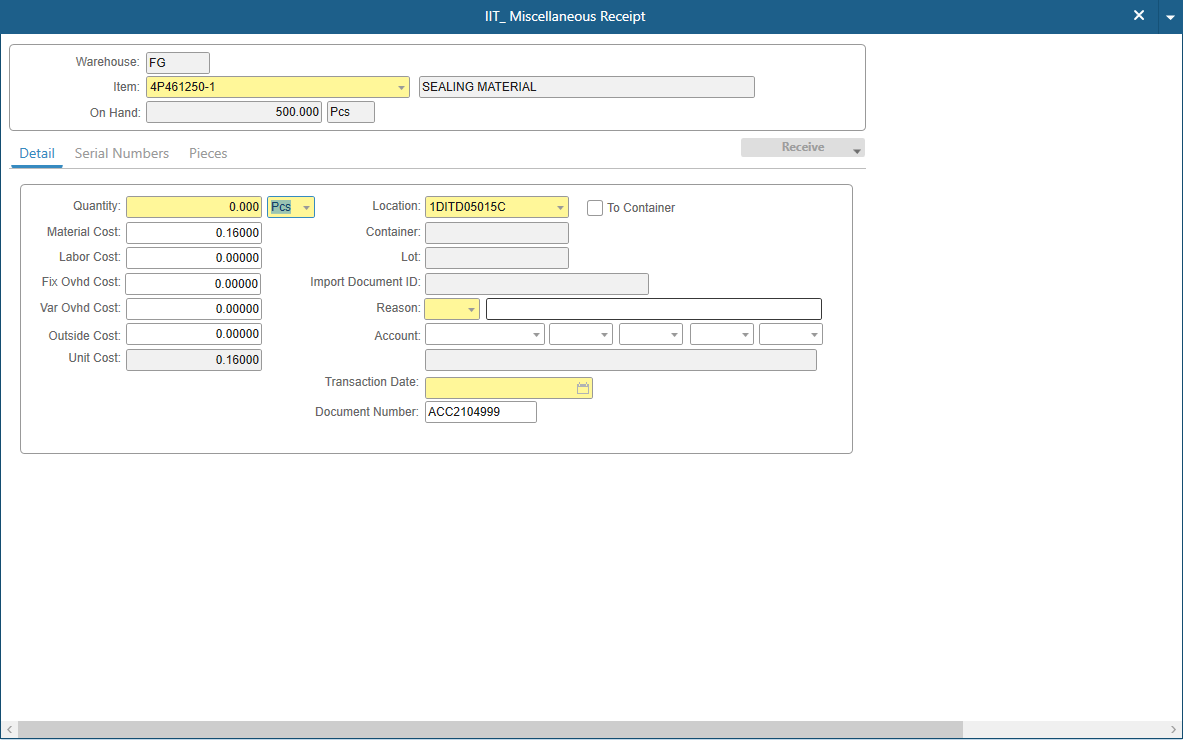 IIT_ Miscellaneous Receipt
Warehouse: FG
Item: 4P461250-1 SEALING MATERIAL
On Hand: 500.000 Pcs
Detail Serial Numbers Pieces Receive
Quantity: 0.000 Pcs Location: 1DITD05015C To Container
Material Cost: 0.16000 Container:
Labor Cost: 0.00000 Lot:
Fix Ovhd Cost: 0.00000 Import Document ID:
Var Ovhd Cost: 0.00000 Reason:
Outside Cost: 0.00000 Account:
Unit Cost: 0.16000
Transaction Date:
Document Number: ACC2104999